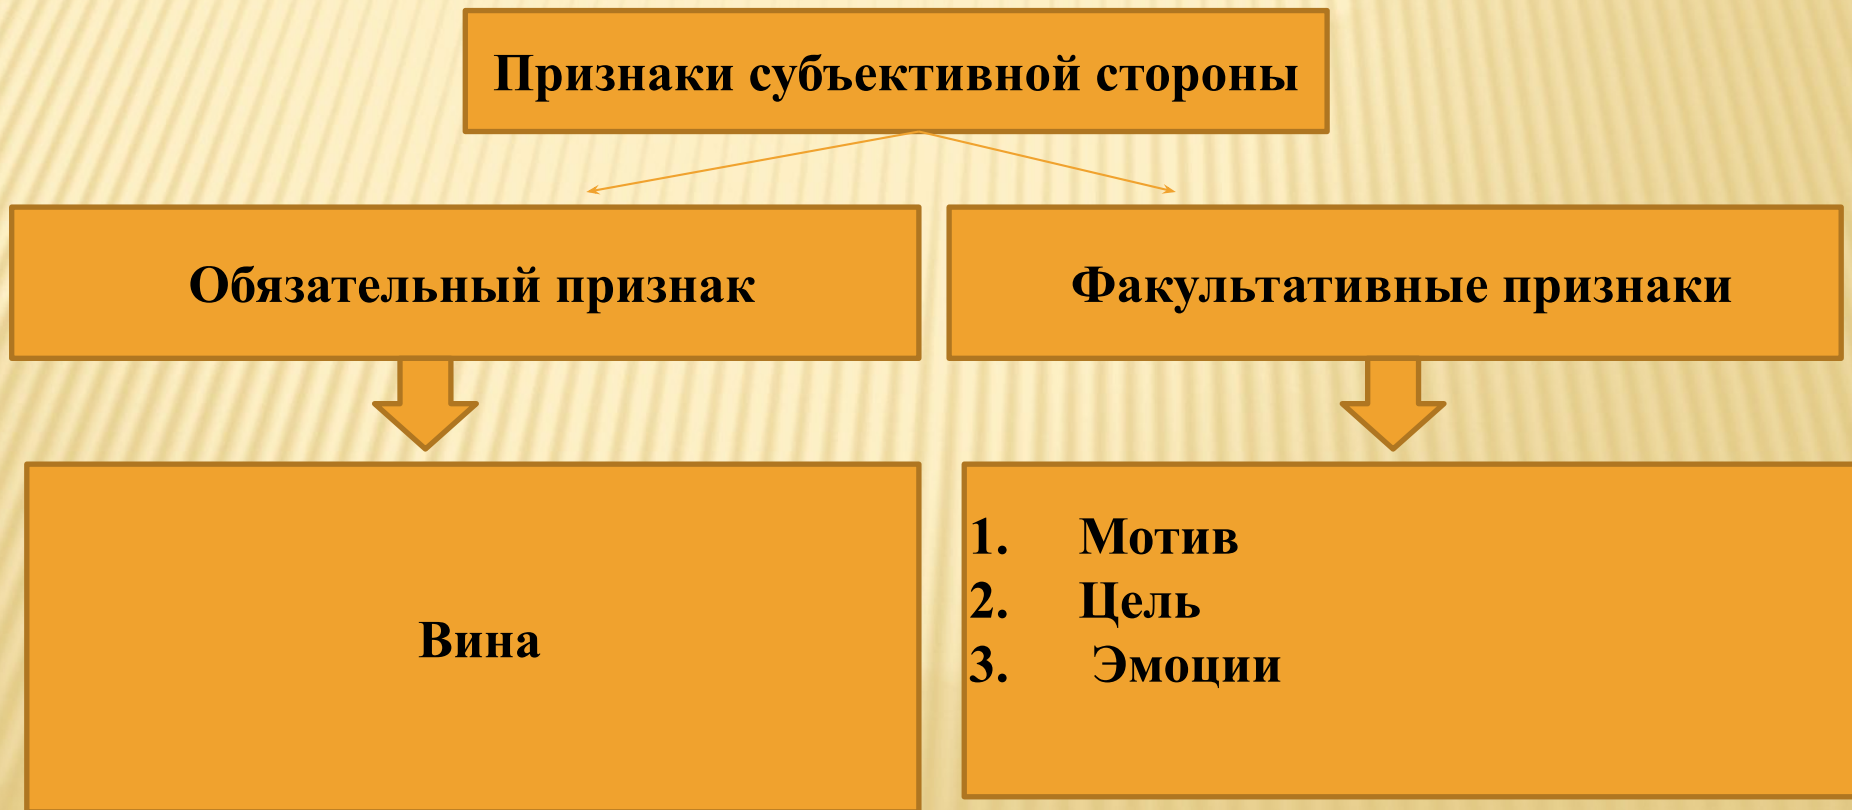 Признаки субъективной стороны
Обязательный признак
Факультативные признаки
Вина
1. Мотив
2. Цель
3. Эмоции